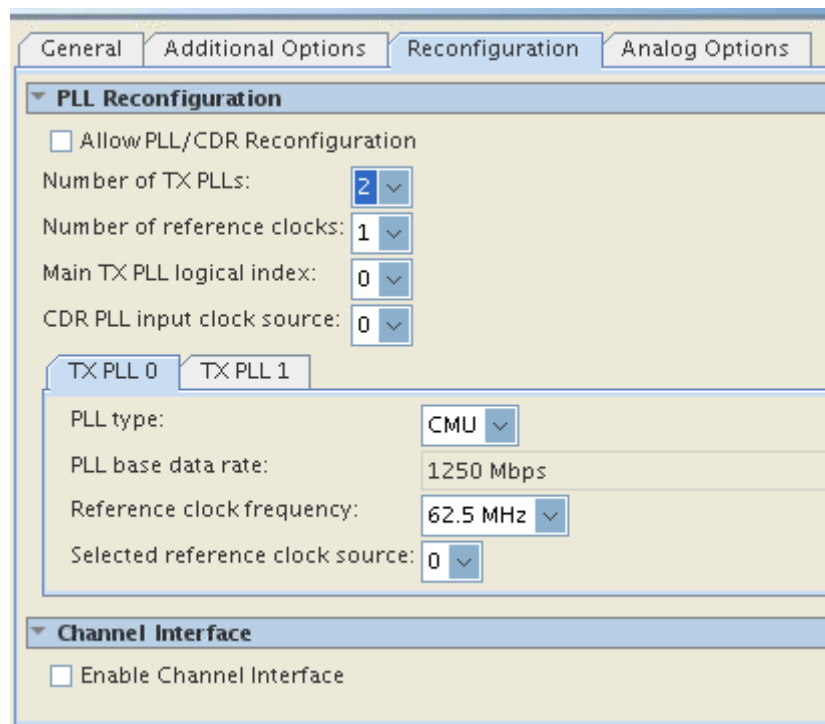 General Additional Options Reconfiguration Analog Options
PLL Reconfiguration
Allow PLL/CDR Reconfiguration
Number of TX PLLs: 2
Number of reference clocks: 1
Main TX PLL logical index: 0
CDR PLL input clock source: 0
TX PLL 0 TX PLL 1
PLL type: CMU
PLL base data rate: 1250 Mbps
Reference clock frequency: 62.5 MHz
Selected reference clock source: 0
Channel Interface
Enable Channel Interface